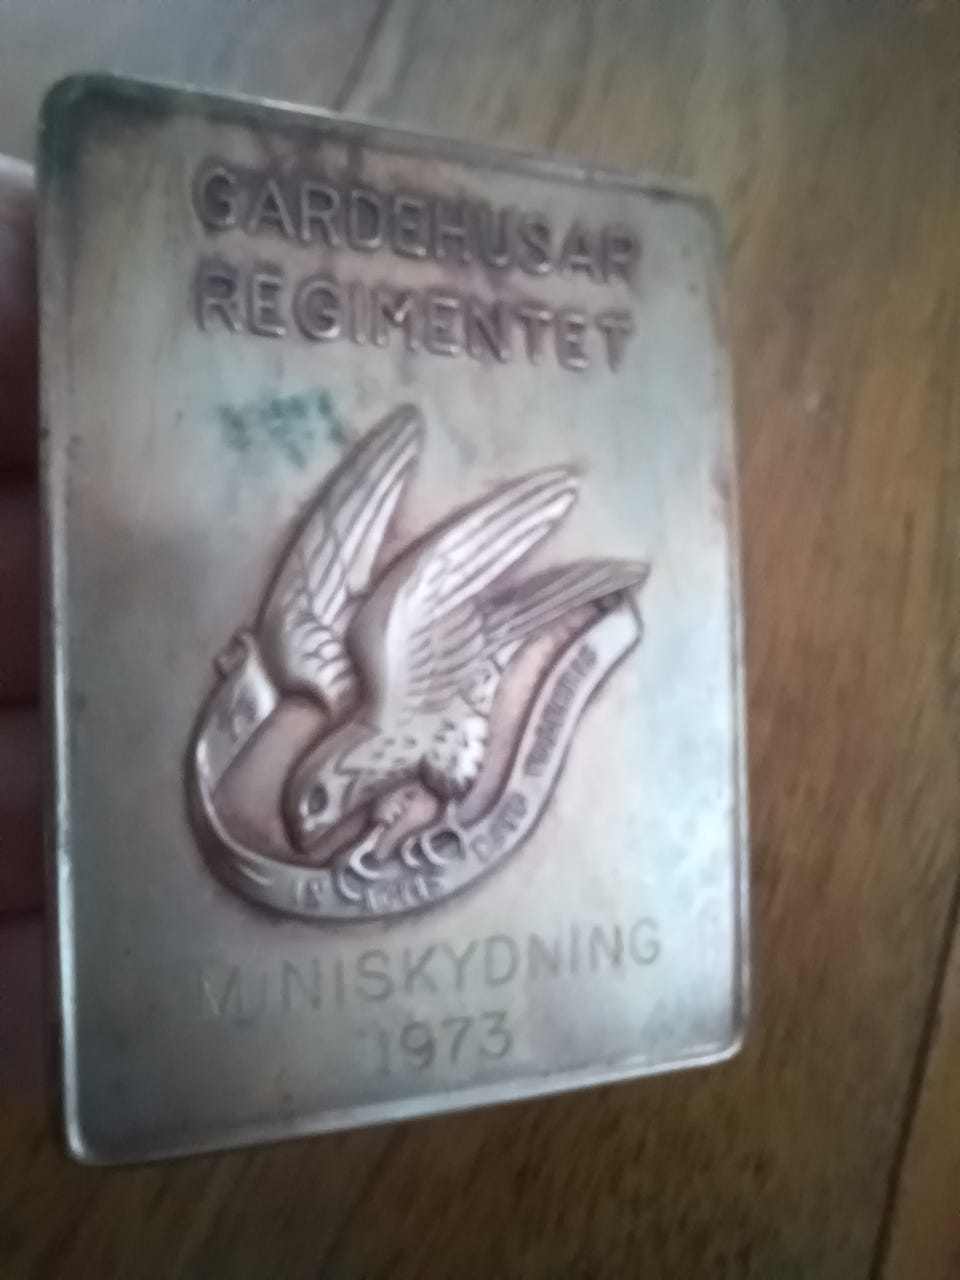 GARDEHUSAR
REGIMENTET
MINISKYDNING
1973